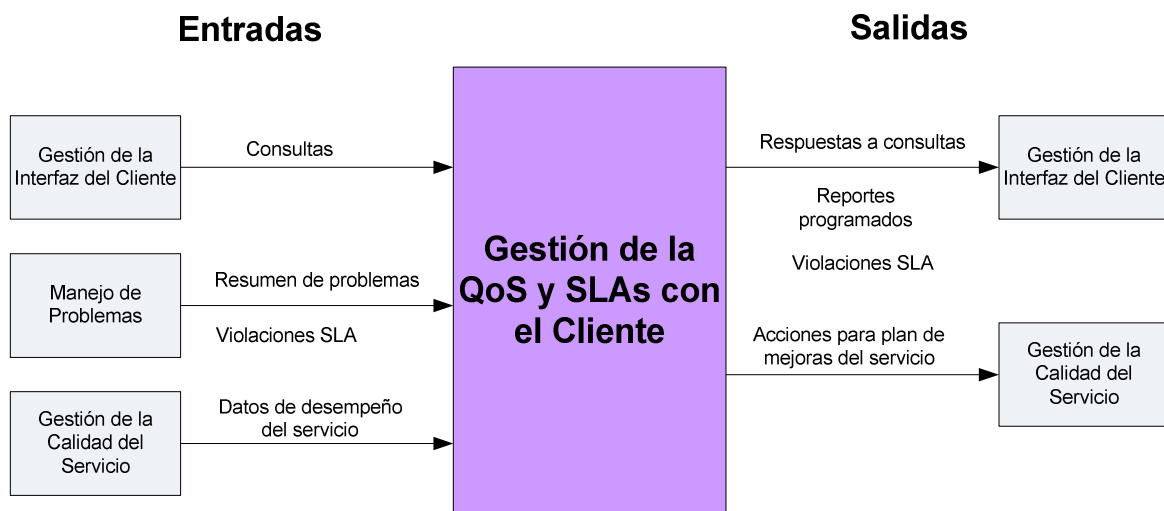 Entradas
Salidas
Gestión de la
Interfaz del Cliente
Consultas
Manejo de
Problemas
Resumen de problemas
Violaciones SLA
Gestión de la
Calidad del
Servicio
Datos de desempeño
del servicio
Gestión de la
QoS y SLAs con
el Cliente
Respuestas a consultas
Reportes
programados
Violaciones SLA
Gestión de la
Interfaz del Cliente
Acciones para plan de
mejoras del servicio
Gestión de la
Calidad del
Servicio